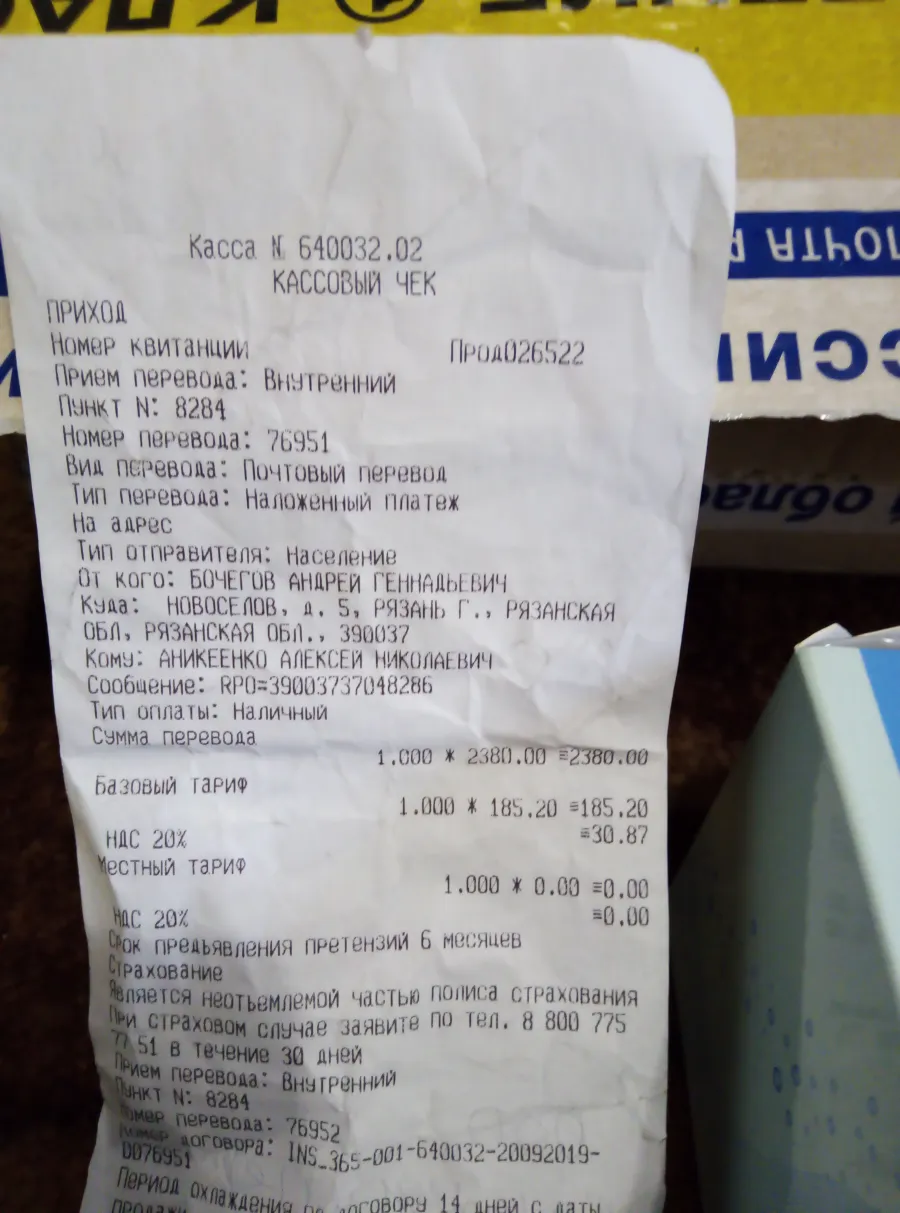 Касса № 640032.02
КАССОВЫЙ ЧЕК
ПРИХОД
Номер квитанции Прод026522
Прием перевода: Внутренний
Пункт N: 8284
Номер перевода: 76951
Вид перевода: Почтовый перевод
Тип перевода: Наложенный платеж
На адрес
Тип отправителя: Население
От кого: БОЧЕГОВ АНДРЕЙ ГЕННАДЬЕВИЧ
Куда: НОВОСЕЛОВ, д. 5, РЯЗАНЬ Г., РЯЗАНСКАЯ
ОБЛ, РЯЗАНСКАЯ ОБЛ., 390037
Кому: АНИКЕЕНКО АЛЕКСЕЙ НИКОЛАЕВИЧ
Сообщение: RPO=39003737048286
Тип оплаты: Наличный
Сумма перевода
1.000 * 2380.00 ≡2380.00
Базовый тариф
1.000 * 185.20 ≡185.20
НДС 20% ≡30.87
Местный тариф
1.000 * 0.00 ≡0.00
НДС 20% ≡0.00
Срок предъявления претензий 6 месяцев
Страхование
Является неотъемлемой частью полиса страхования
При страховом случае заявите по тел. 8 800 775
77 51 в течение 30 дней
Прием перевода: Внутренний
Пункт N: 8284
Номер перевода: 76952
Номер договора: INS_365-001-640032-20092019-
D076951
Период охлаждения по договору 14 дней с даты
ПОЧТА